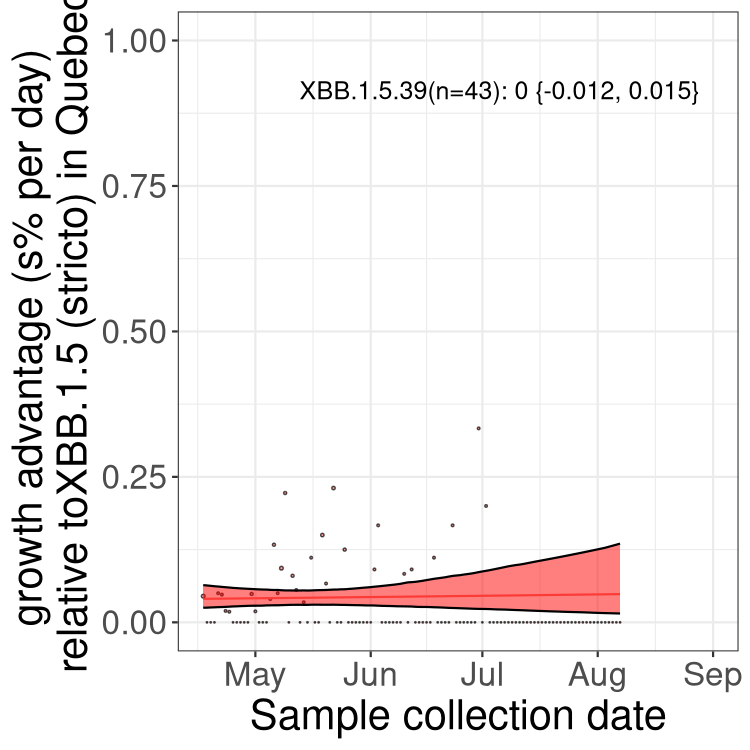 growth advantage (s% per day)
relative toXBB.1.5 (stricto) in Quebec
1.00
0.75
0.50
0.25
0.00
XBB.1.5.39(n=43): 0 {-0.012, 0.015}
May Jun Jul Aug Sep
Sample collection date